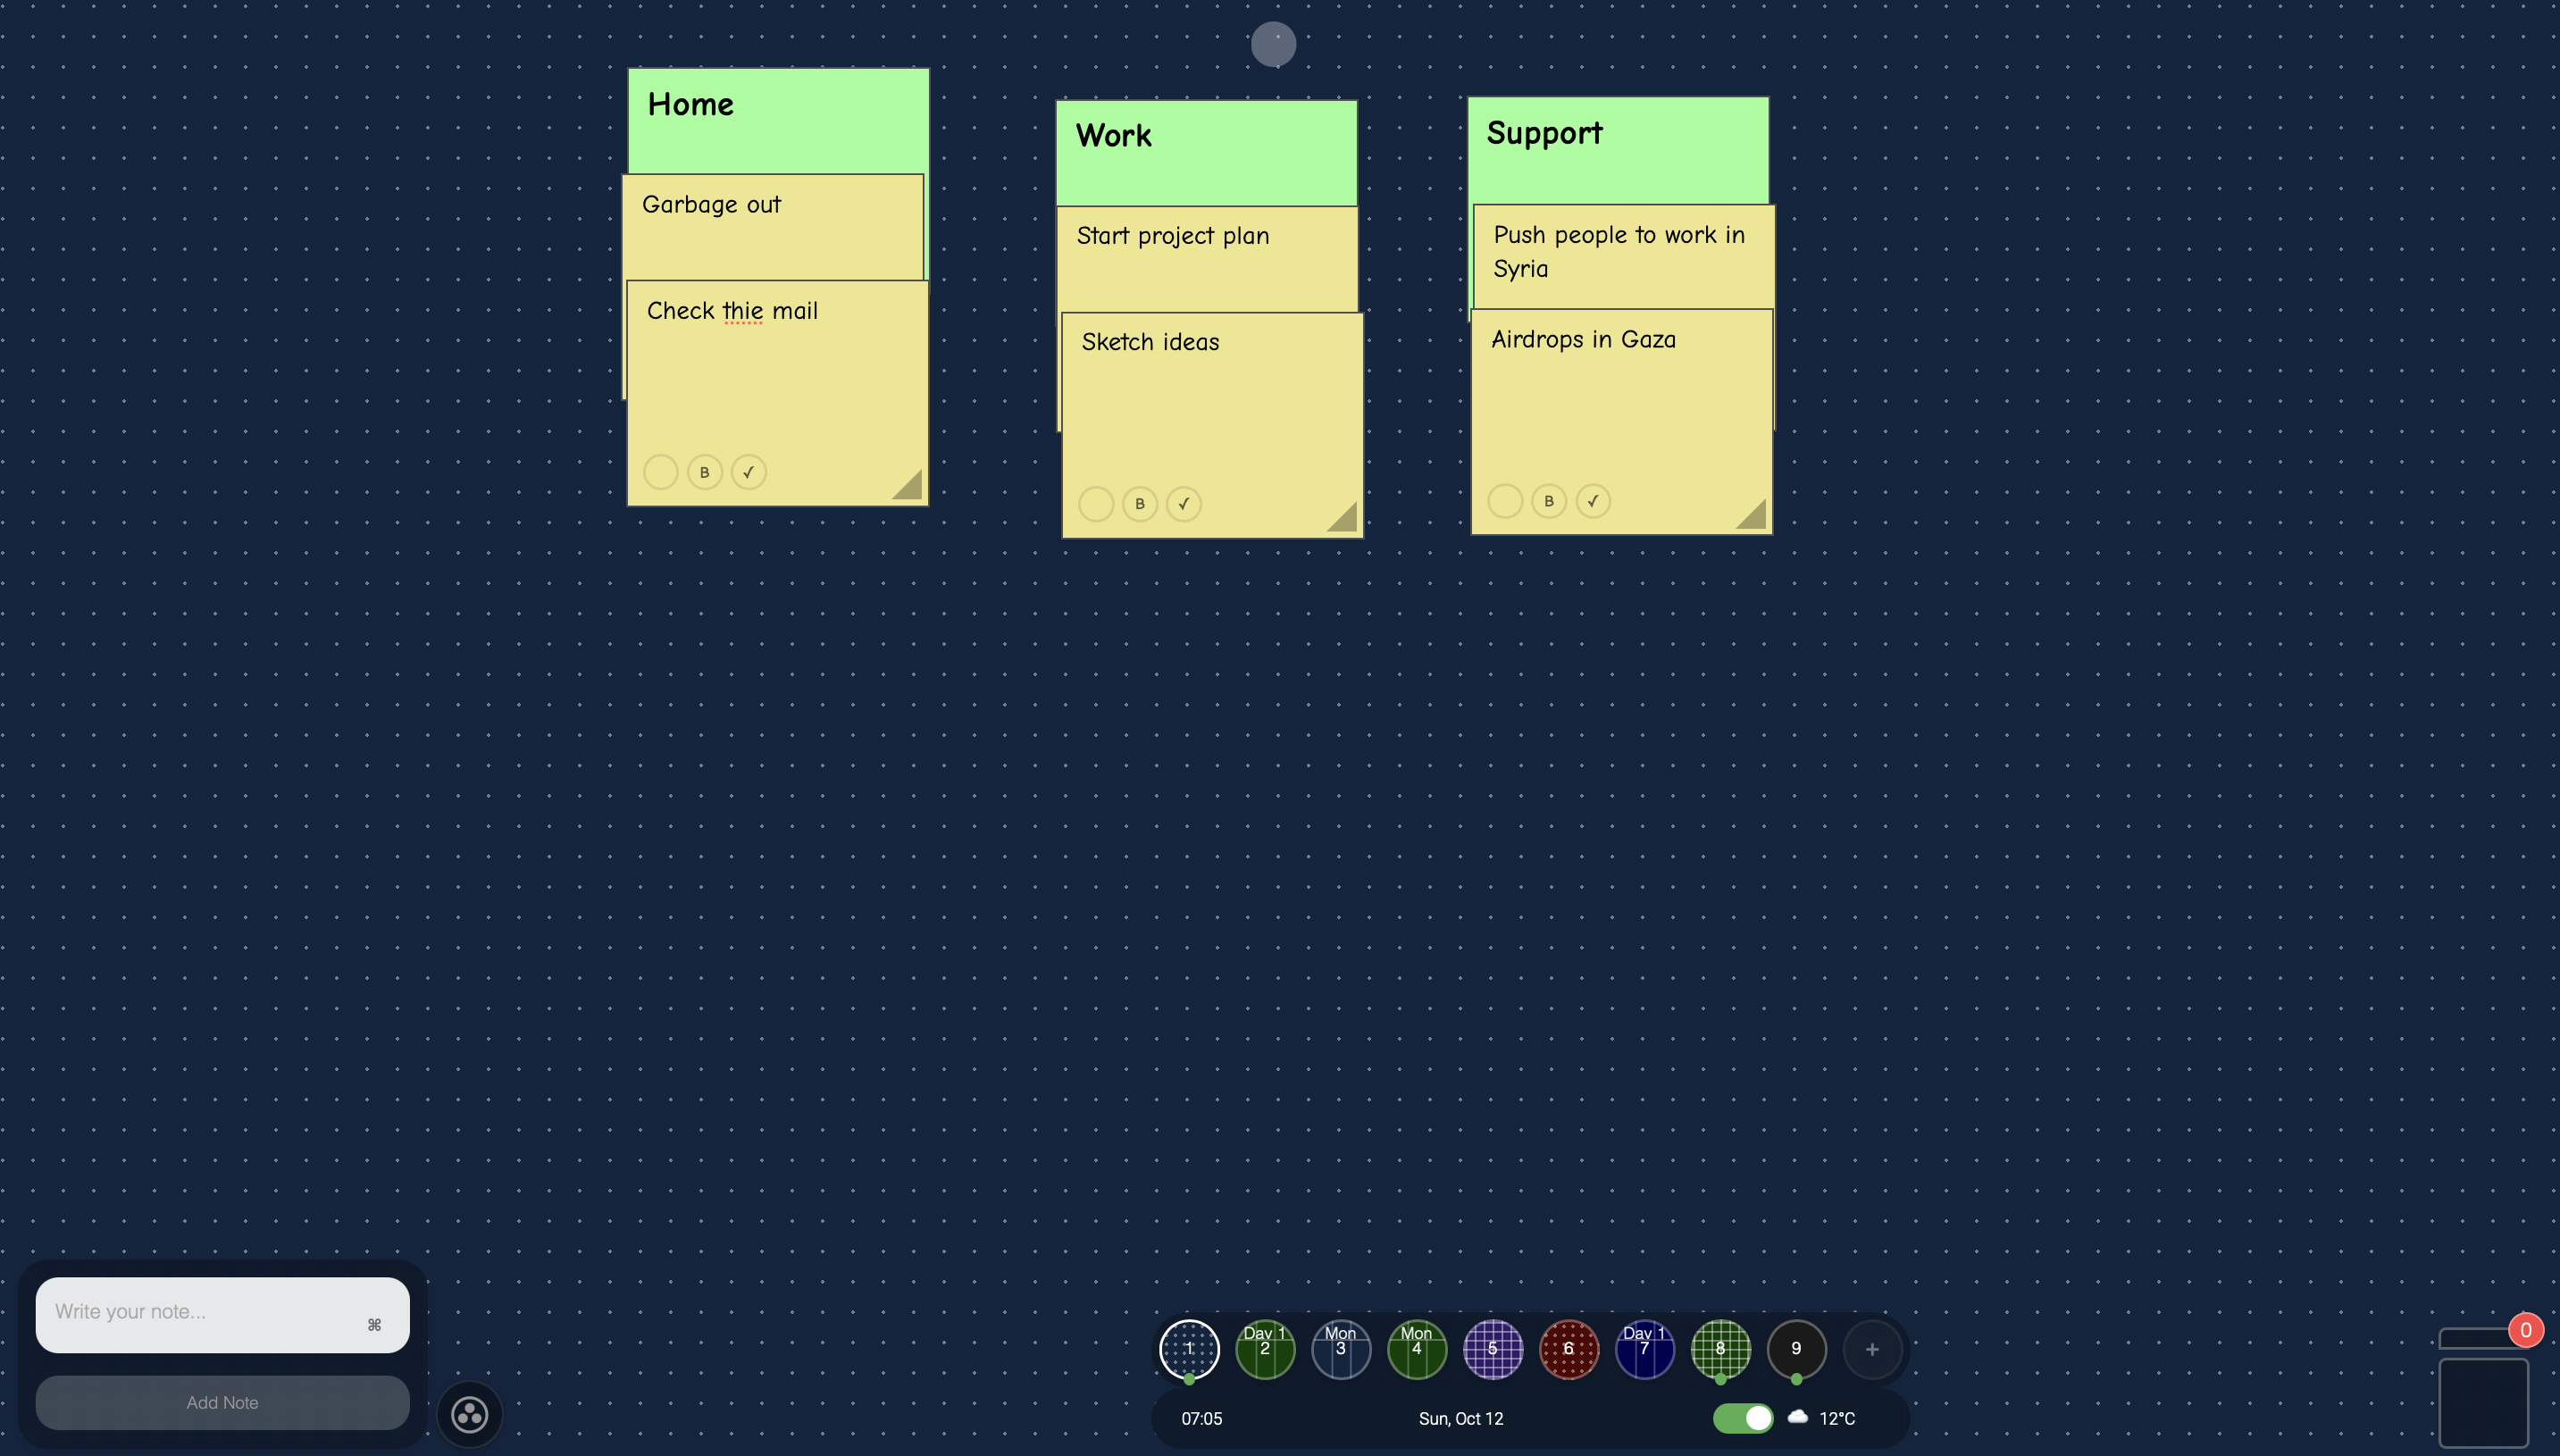 Home
Garbage out
Check thie mail
B
Work
Start project plan
Sketch ideas
B
Support
Push people to work in
Syria
Airdrops in Gaza
B
Write your note...
⌘
Add Note
1
Day 1
2
Mon
3
Mon
4
5
6
Day 1
7
8
9
+
07:05
Sun, Oct 12
12°C
0